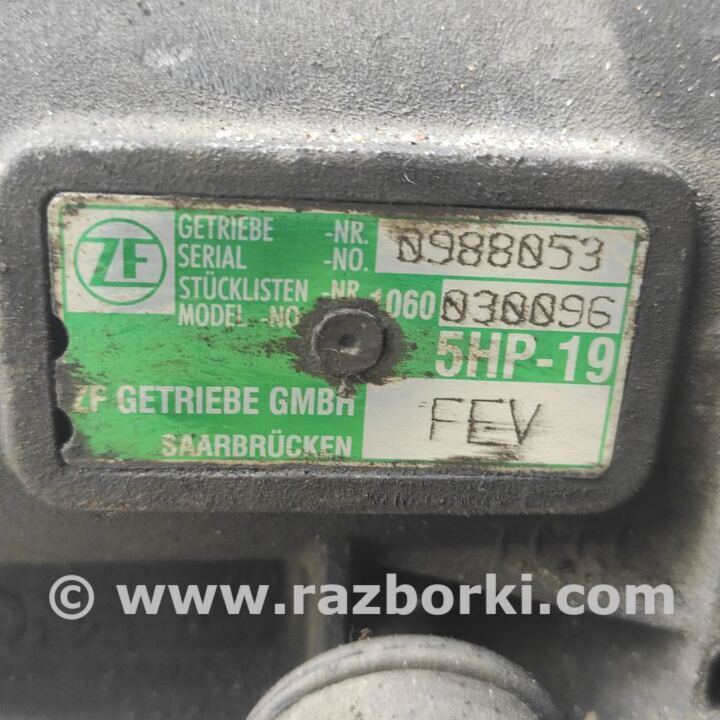 ZF
GETRIEBE -NR.
SERIAL -NO. 0988053
STÜCKLISTEN -NR.
MODEL -NO. 1060 030096
5HP-19
ZF GETRIEBE GMBH
SAARBRÜCKEN
FEV
© www.razborki.com